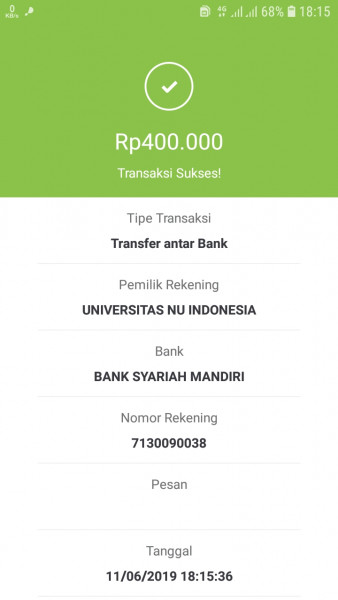 0
KB/s
4G
68%
18:15
Rp400.000
Transaksi Sukses!
Tipe Transaksi
Transfer antar Bank
Pemilik Rekening
UNIVERSITAS NU INDONESIA
Bank
BANK SYARIAH MANDIRI
Nomor Rekening
7130090038
Pesan
Tanggal
11/06/2019 18:15:36